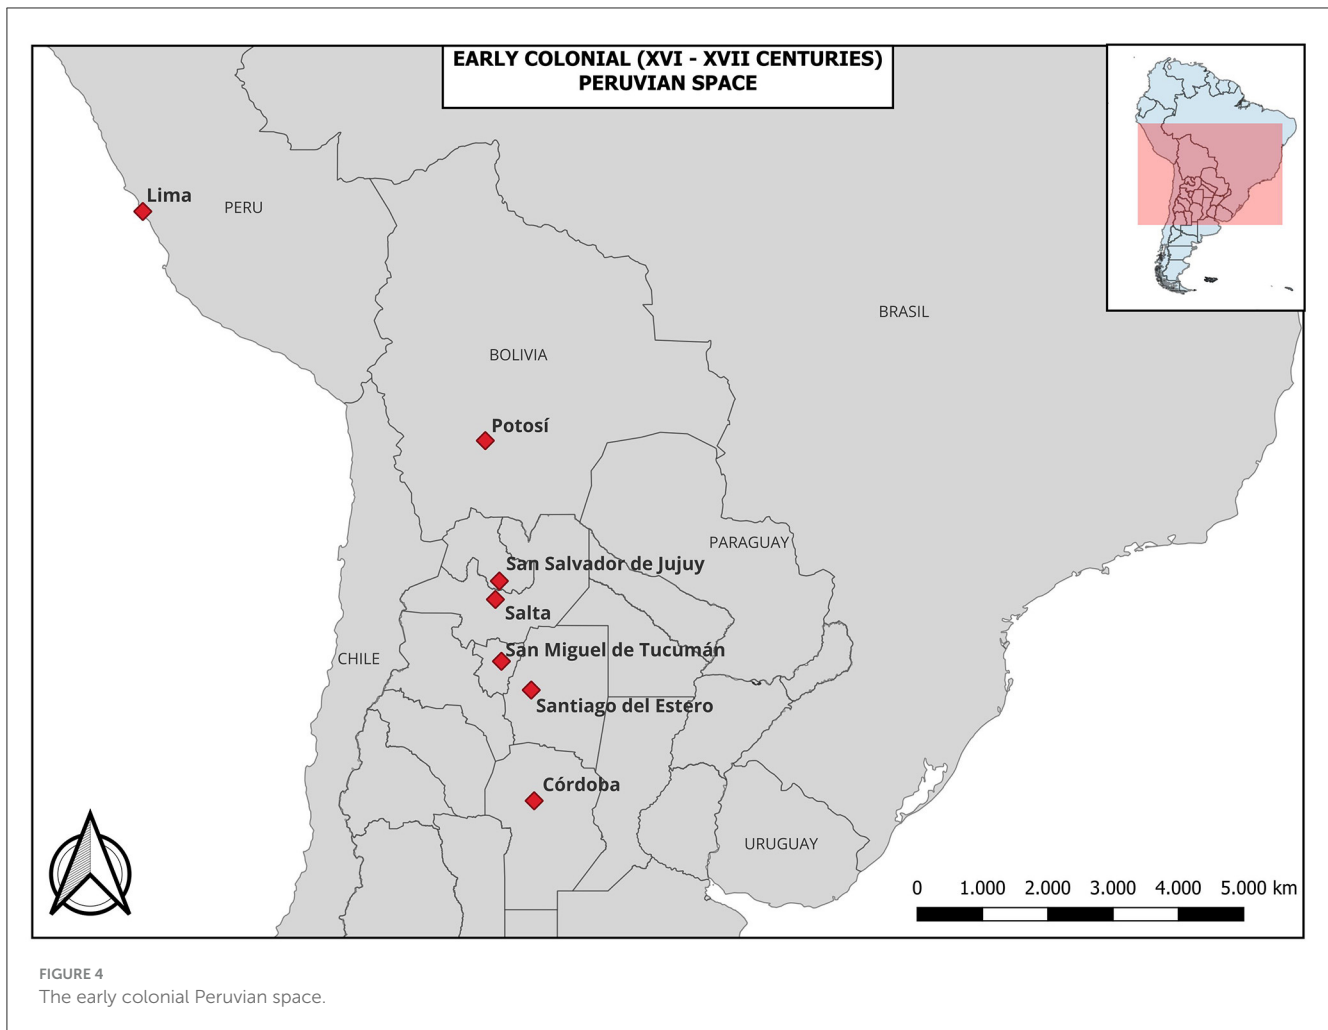 EARLY COLONIAL (XVI - XVII CENTURIES)
PERUVIAN SPACE
Lima
PERU
BRASIL
BOLIVIA
Potosí
PARAGUAY
San Salvador de Jujuy
Salta
San Miguel de Tucumán
CHILE
Santiago del Estero
Córdoba
URUGUAY
0 1.000 2.000 3.000 4.000 5.000 km
FIGURE 4
The early colonial Peruvian space.